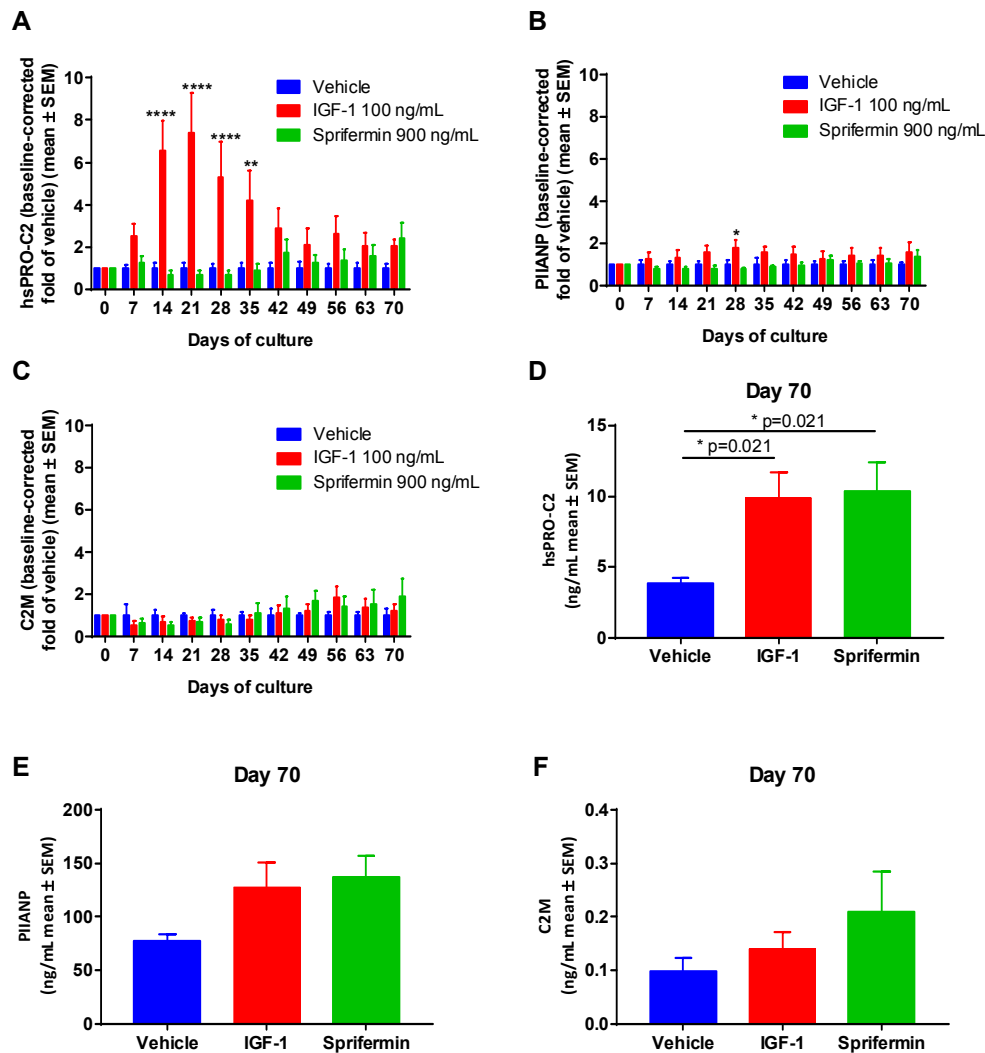 A
hsPRO-C2 (baseline-corrected
fold of vehicle) (mean ± SEM)
10
8
6
4
2
0
**** **** **** **
Vehicle
IGF-1 100 ng/mL
Sprifermin 900 ng/mL
0 7 14 21 28 35 42 49 56 63 70
Days of culture
B
PIIANP (baseline-corrected
fold of vehicle) (mean ± SEM)
10
8
6
4
2
0
*
Vehicle
IGF-1 100 ng/mL
Sprifermin 900 ng/mL
0 7 14 21 28 35 42 49 56 63 70
Days of culture
C
C2M (baseline-corrected
fold of vehicle) (mean ± SEM)
10
8
6
4
2
0
Vehicle
IGF-1 100 ng/mL
Sprifermin 900 ng/mL
0 7 14 21 28 35 42 49 56 63 70
Days of culture
D
Day 70
hsPRO-C2
(ng/mL mean ± SEM)
15
10
5
0
* p=0.021
* p=0.021
Vehicle IGF-1 Sprifermin
E
Day 70
PIIANP
(ng/mL mean ± SEM)
200
150
100
50
0
Vehicle IGF-1 Sprifermin
F
Day 70
C2M
(ng/mL mean ± SEM)
0.4
0.3
0.2
0.1
0.0
Vehicle IGF-1 Sprifermin